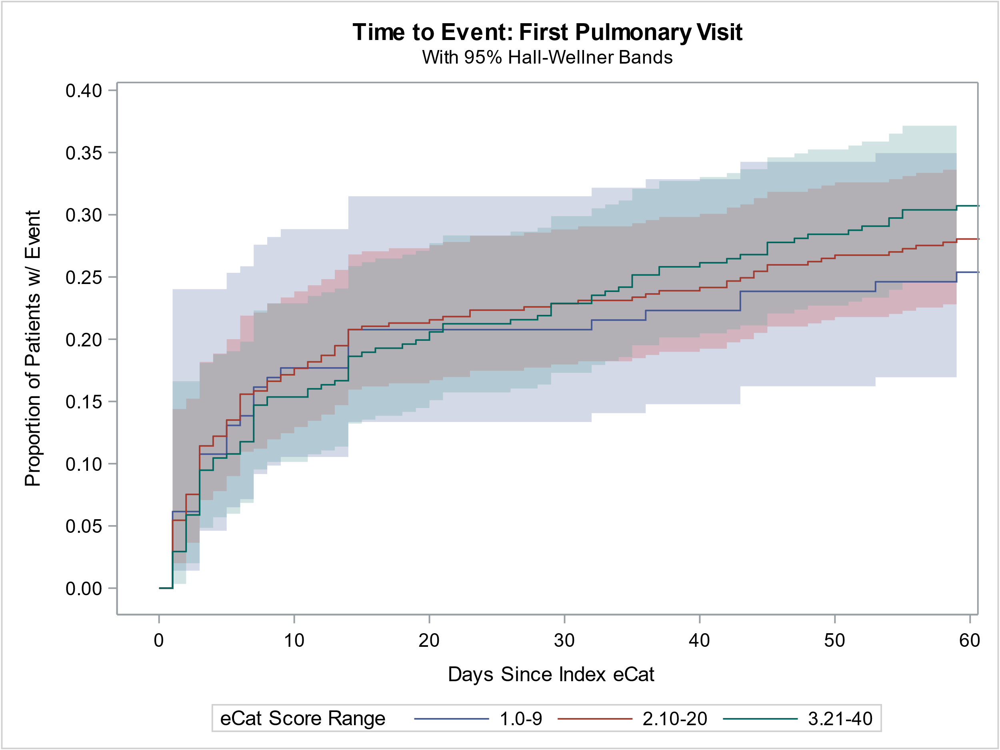 Time to Event: First Pulmonary Visit
With 95% Hall-Wellner Bands
Proportion of Patients w/ Event
0.40
0.35
0.30
0.25
0.20
0.15
0.10
0.05
0.00
0 10 20 30 40 50 60
Days Since Index eCat
eCat Score Range 1.0-9 2.10-20 3.21-40